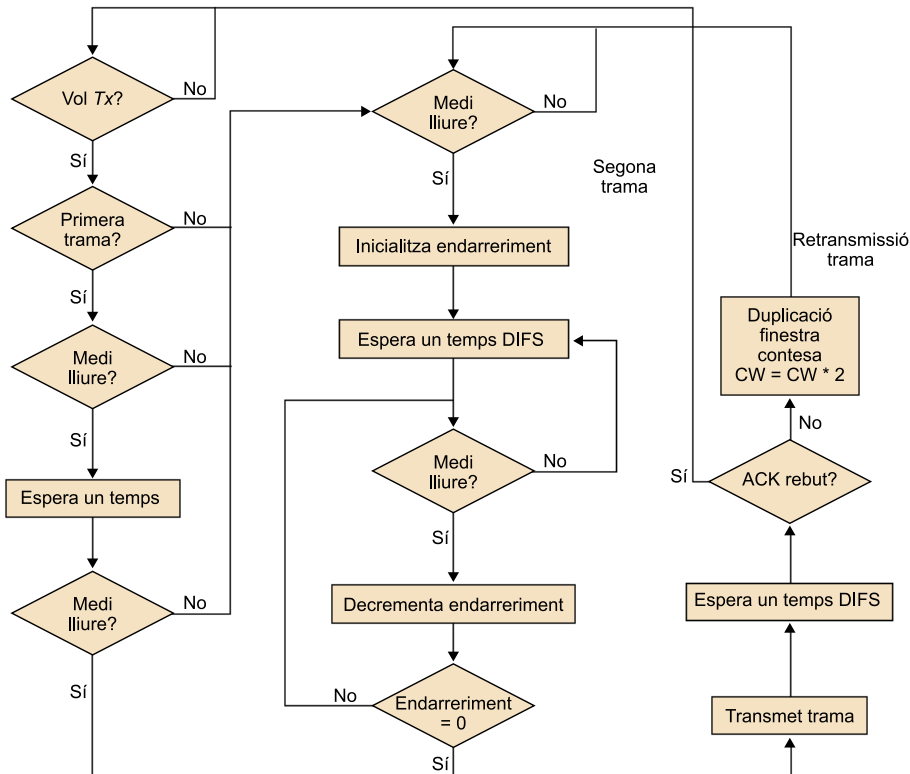 Vol Tx?
No
Sí
Primera
trama?
No
Sí
Medi
lliure?
No
Sí
Espera un temps
Medi
lliure?
No
Sí
Medi
lliure?
No
Sí
Segona
trama
Inicialitza endarreriment
Espera un temps DIFS
Medi
lliure?
No
Sí
Decrementa endarreriment
Endarreriment
= 0
No
Sí
Retransmissió
trama
Duplicació
finestra
contesa
CW = CW * 2
No
ACK rebut?
Sí
Espera un temps DIFS
Transmet trama